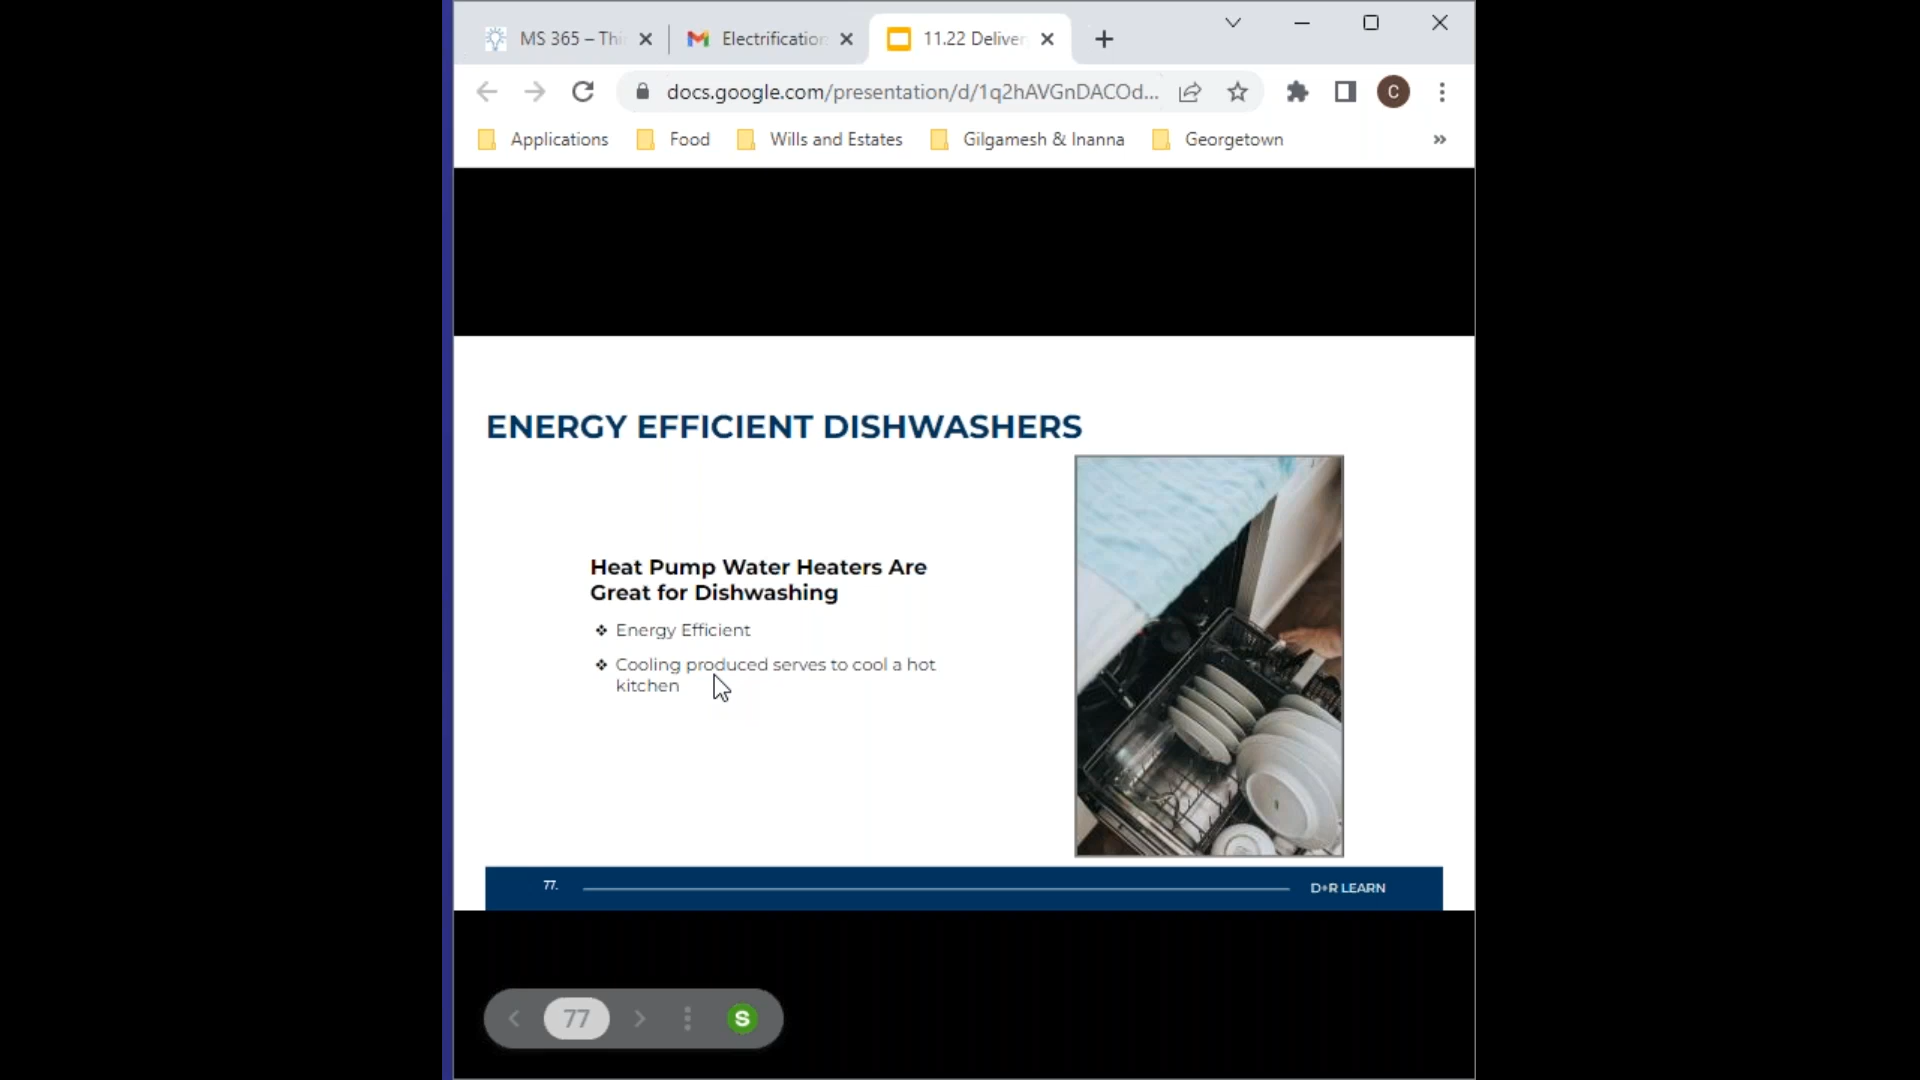 MS 365 – Thi
Electrification
11.22 Deliver
docs.google.com/presentation/d/1q2hAVGnDACOd...
C
Applications
Food
Wills and Estates
Gilgamesh & Inanna
Georgetown
»
ENERGY EFFICIENT DISHWASHERS
Heat Pump Water Heaters Are
Great for Dishwashing
❖ Energy Efficient
❖ Cooling produced serves to cool a hot
kitchen
77.
D+R LEARN
77
S